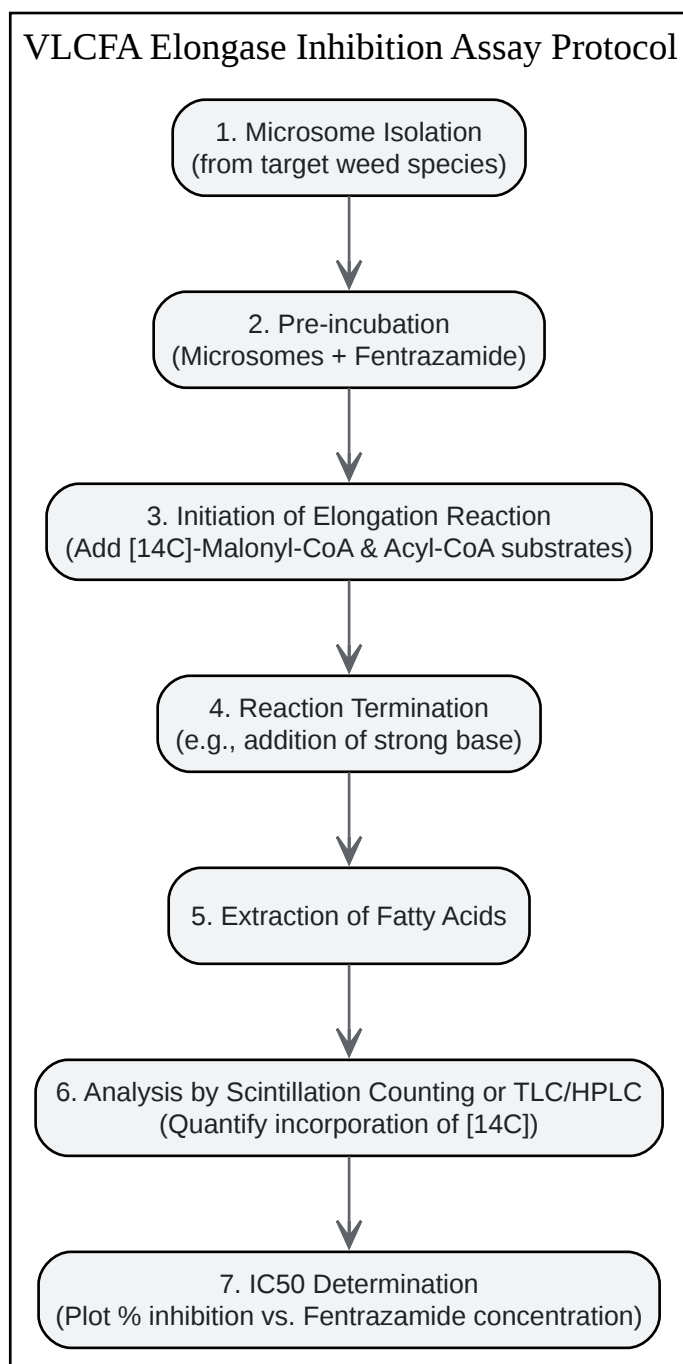 VLCFA Elongase Inhibition Assay Protocol
1. Microsome Isolation
(from target weed species)
2. Pre-incubation
(Microsomes + Fentrazamide)
3. Initiation of Elongation Reaction
(Add [14C]-Malonyl-CoA & Acyl-CoA substrates)
4. Reaction Termination
(e.g., addition of strong base)
5. Extraction of Fatty Acids
6. Analysis by Scintillation Counting or TLC/HPLC
(Quantify incorporation of [14C])
7. IC50 Determination
(Plot % inhibition vs. Fentrazamide concentration)